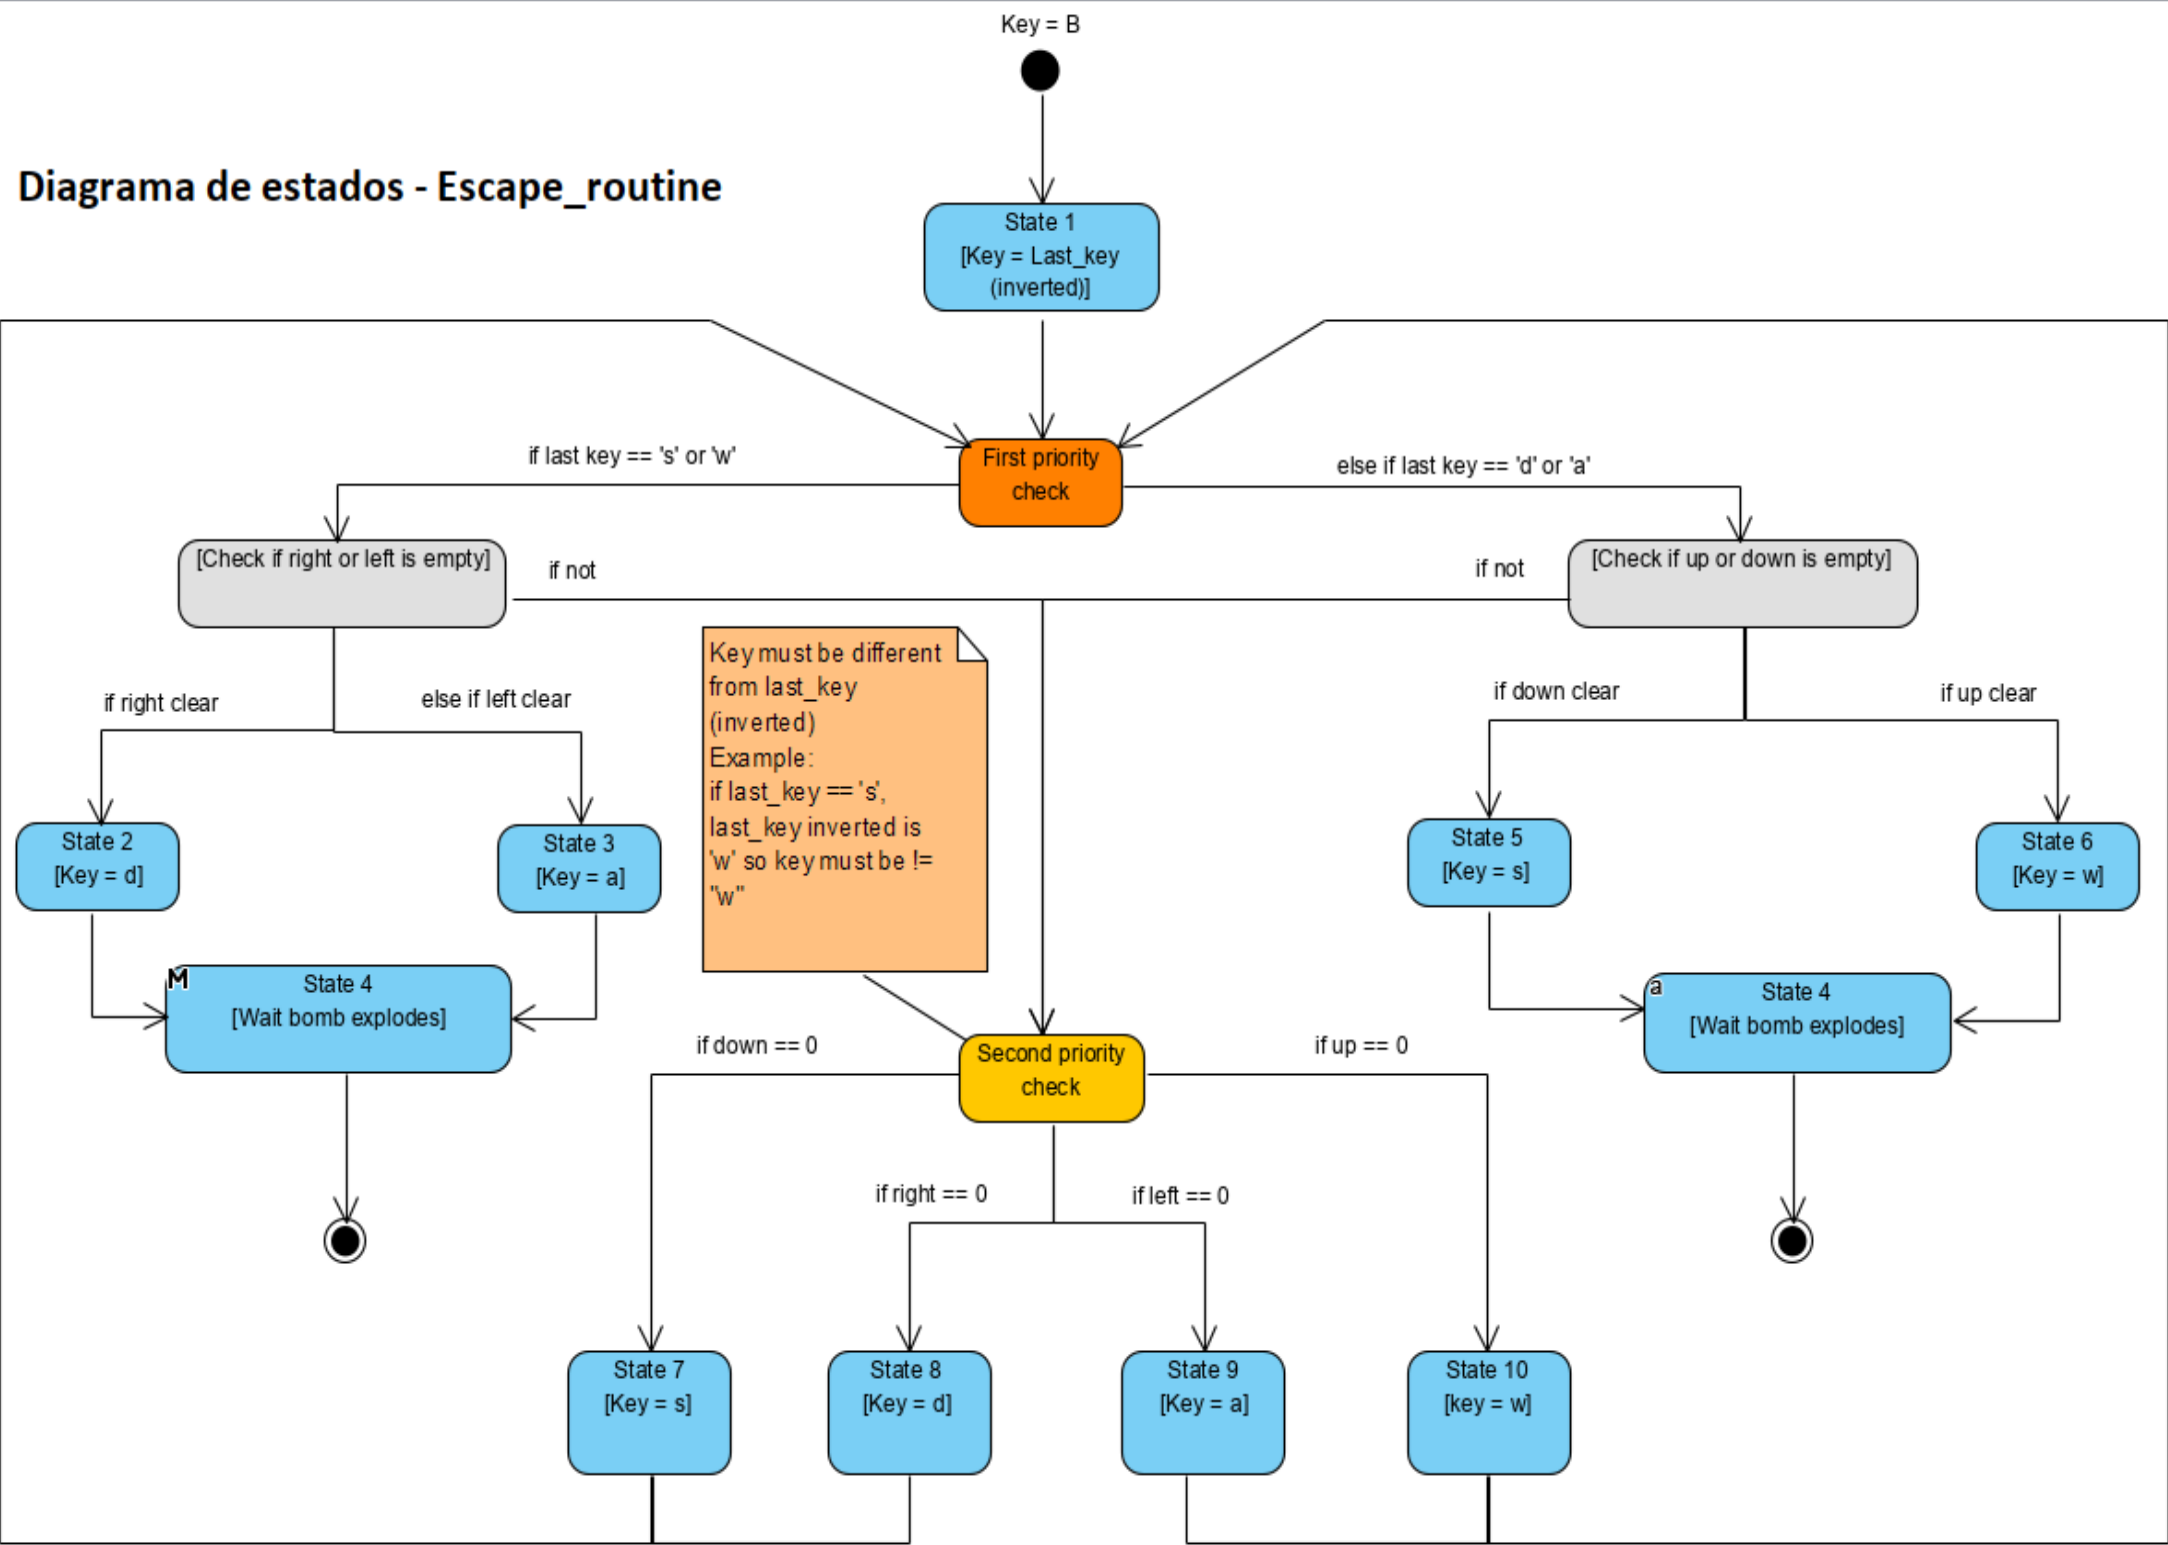 Key = B
Diagrama de estados - Escape_routine
State 1
[Key = Last_key
(inverted)]
if last key == 's' or 'w'
First priority
check
else if last key == 'd' or 'a'
[Check if right or left is empty]
if not
if not
[Check if up or down is empty]
Key must be different
from last_key
(inverted)
Example:
if last_key == 's',
last_key inverted is
'w' so key must be !=
"w"
if right clear
else if left clear
if down clear
if up clear
State 2
[Key = d]
State 3
[Key = a]
State 5
[Key = s]
State 6
[Key = w]
M
State 4
[Wait bomb explodes]
a
State 4
[Wait bomb explodes]
if down == 0
Second priority
check
if up == 0
if right == 0
if left == 0
State 7
[Key = s]
State 8
[Key = d]
State 9
[Key = a]
State 10
[key = w]